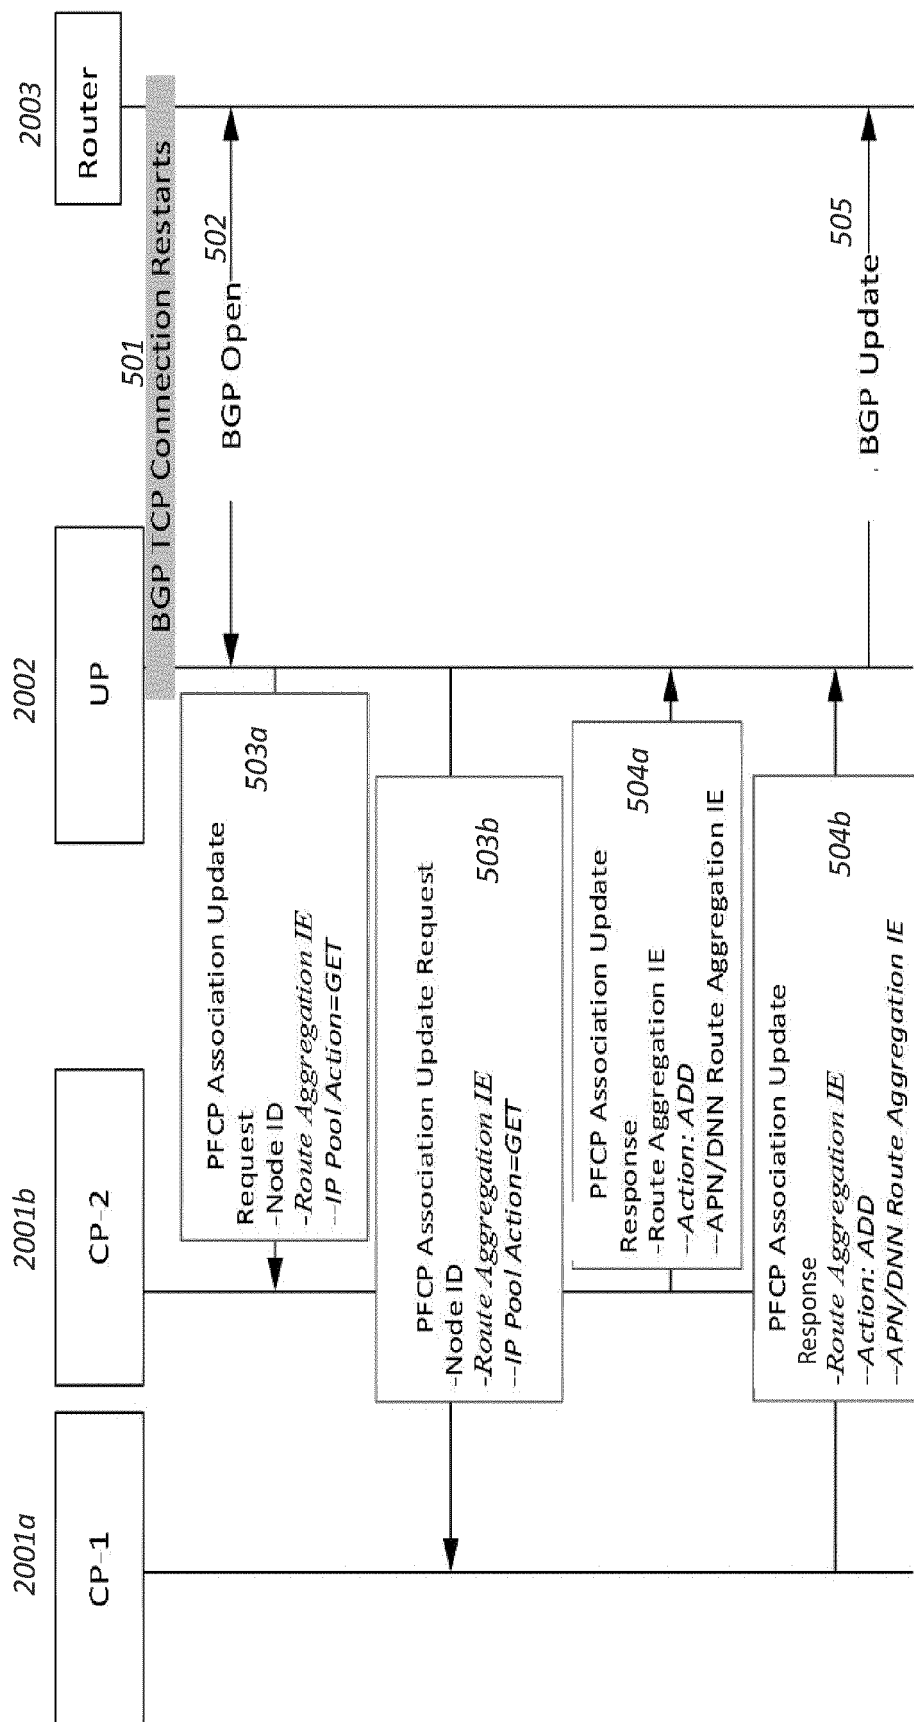 2001a
2001b
2002
2003
CP-1
CP-2
UP
Router
501
BGP TCP Connection Restarts
502
BGP Open
PFCP Association Update
Request
503a
-Node ID
-Route Aggregation IE
--IP Pool Action=GET
PFCP Association Update Request
-Node ID
503b
-Route Aggregation IE
--IP Pool Action=GET
PFCP Association Update
Response
504a
-Route Aggregation IE
--Action: ADD
--APN/DNN Route Aggregation IE
PFCP Association Update
Response
504b
-Route Aggregation IE
--Action: ADD
--APN/DNN Route Aggregation IE
505
. BGP Update